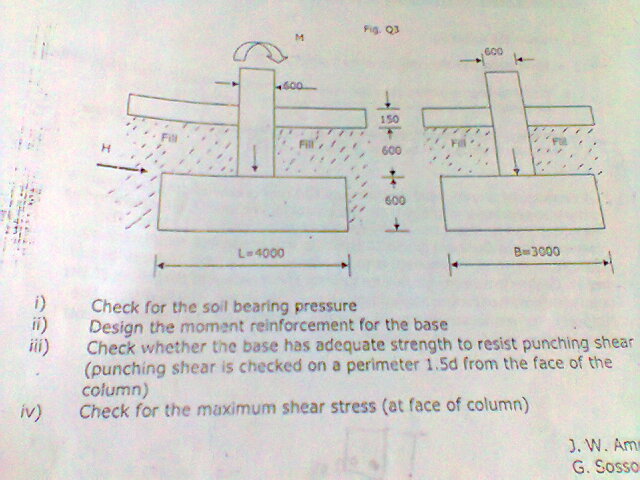 Fig. Q3
M
600
600
150
Fill
Fill
Fill
Fill
600
H
600
L=4000
B=3000
i) Check for the soil bearing pressure
ii) Design the moment reinforcement for the base
iii) Check whether the base has adequate strength to resist punching shear
(punching shear is checked on a perimeter 1.5d from the face of the
column)
iv) Check for the maximum shear stress (at face of column)
J. W. Am
G. Sosso